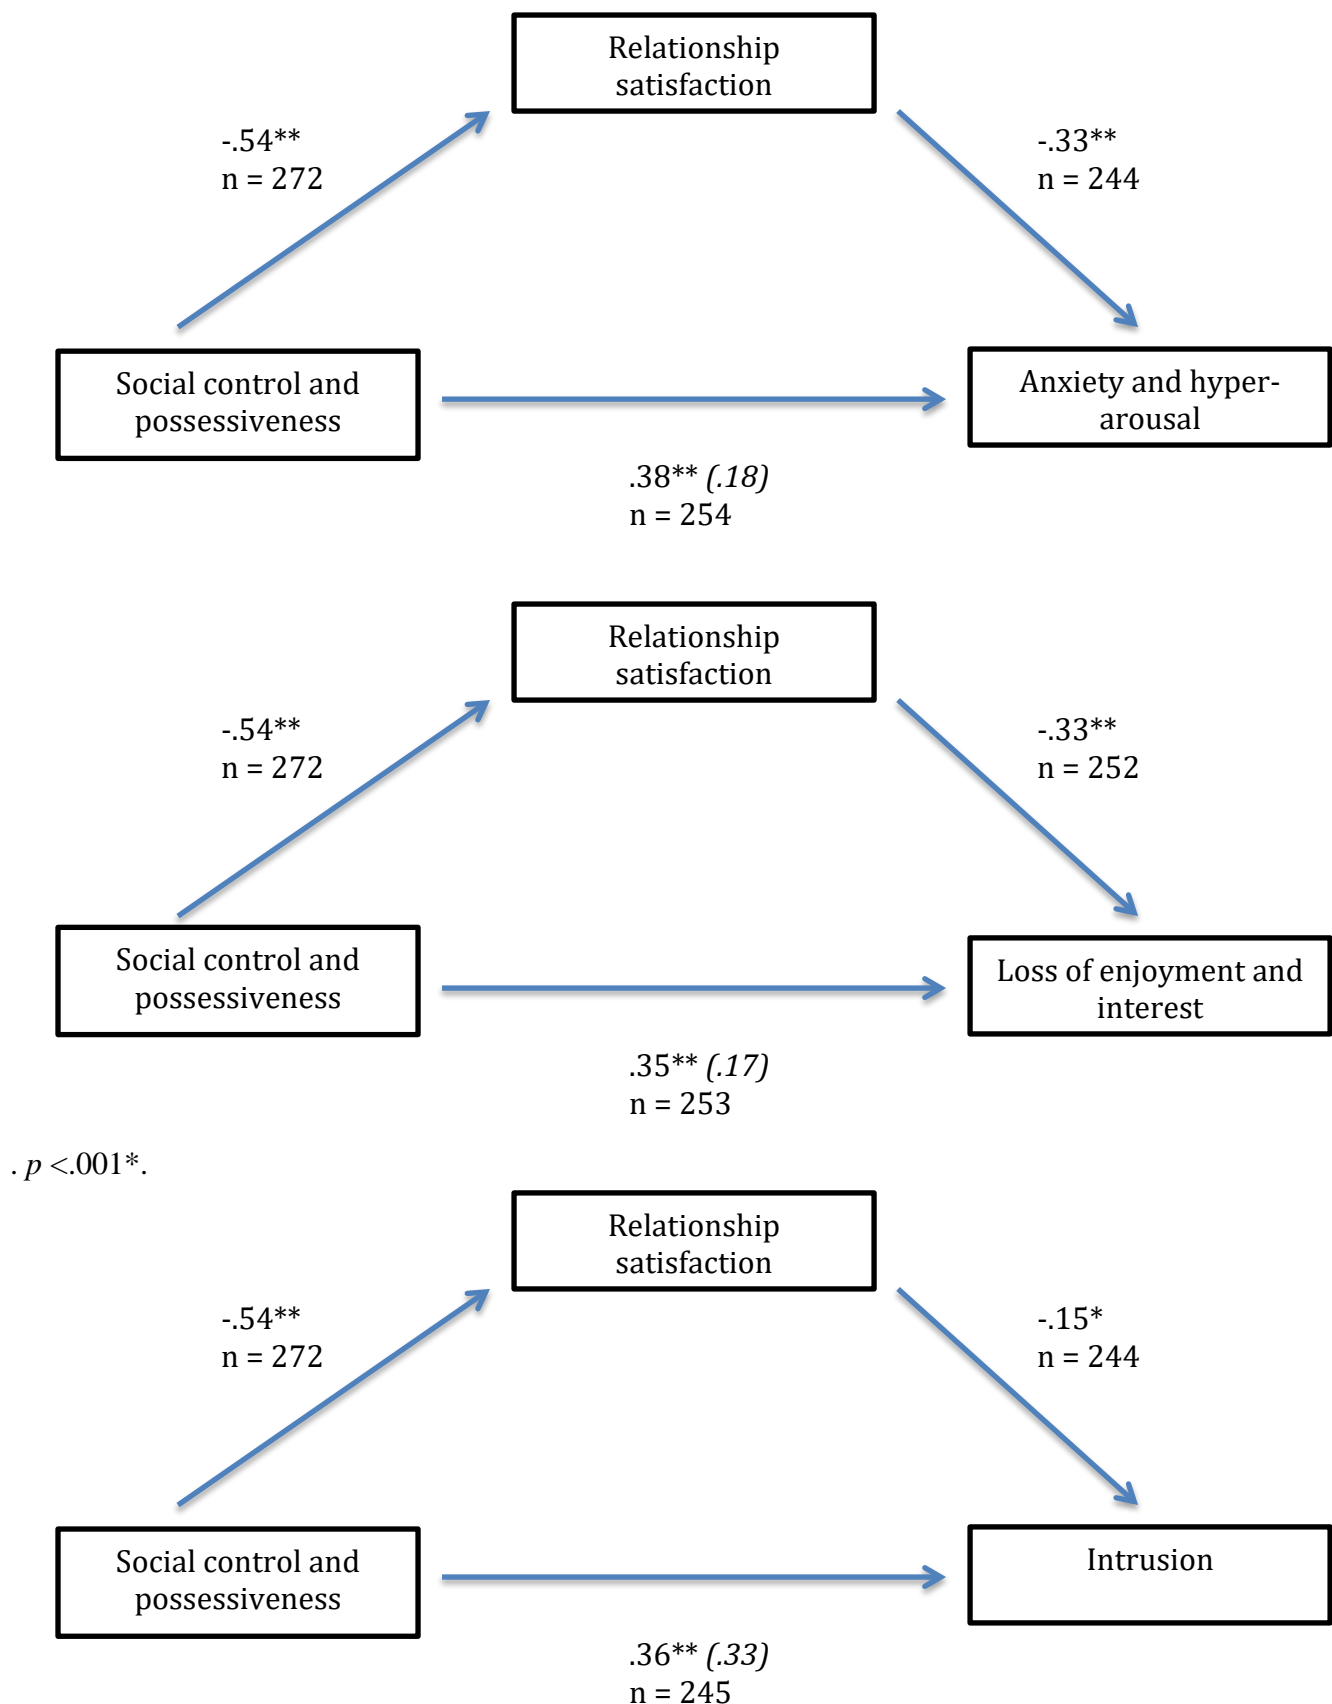 Relationship
satisfaction
-.54**
n = 272
-.33**
n = 244
Social control and
possessiveness
Anxiety and hyper-
arousal
.38** (.18)
n = 254
Relationship
satisfaction
-.54**
n = 272
-.33**
n = 252
Social control and
possessiveness
Loss of enjoyment and
interest
.35** (.17)
n = 253
. p <.001*.
Relationship
satisfaction
-.54**
n = 272
-.15*
n = 244
Social control and
possessiveness
Intrusion
.36** (.33)
n = 245